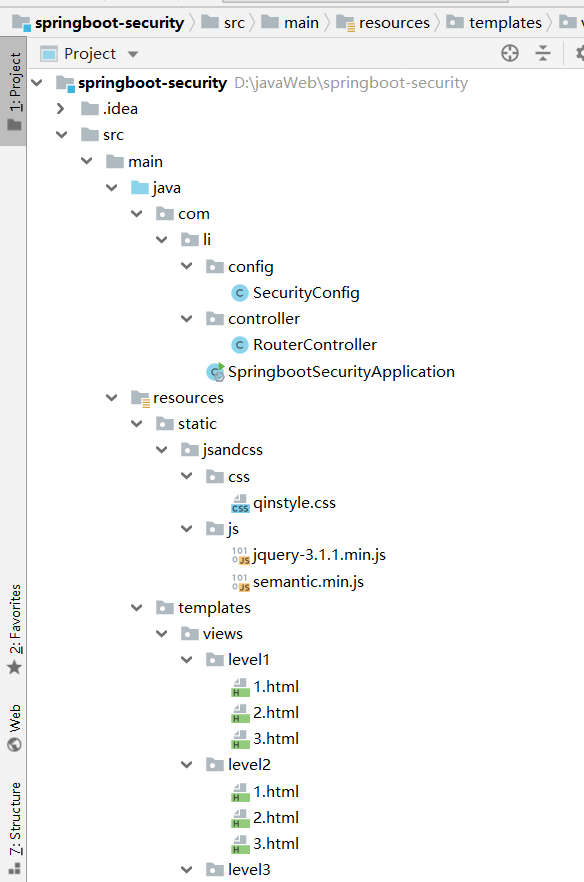 springboot-security src main resources templates
Project
springboot-security D:\javaWeb\springboot-security
.idea
src
main
java
com
li
config
SecurityConfig
controller
RouterController
SpringbootSecurityApplication
resources
static
jsandcss
css
qinstyle.css
js
jquery-3.1.1.min.js
semantic.min.js
templates
views
level1
1.html
2.html
3.html
level2
1.html
2.html
3.html
level3
1: Project
2: Favorites
Web
7: Structure